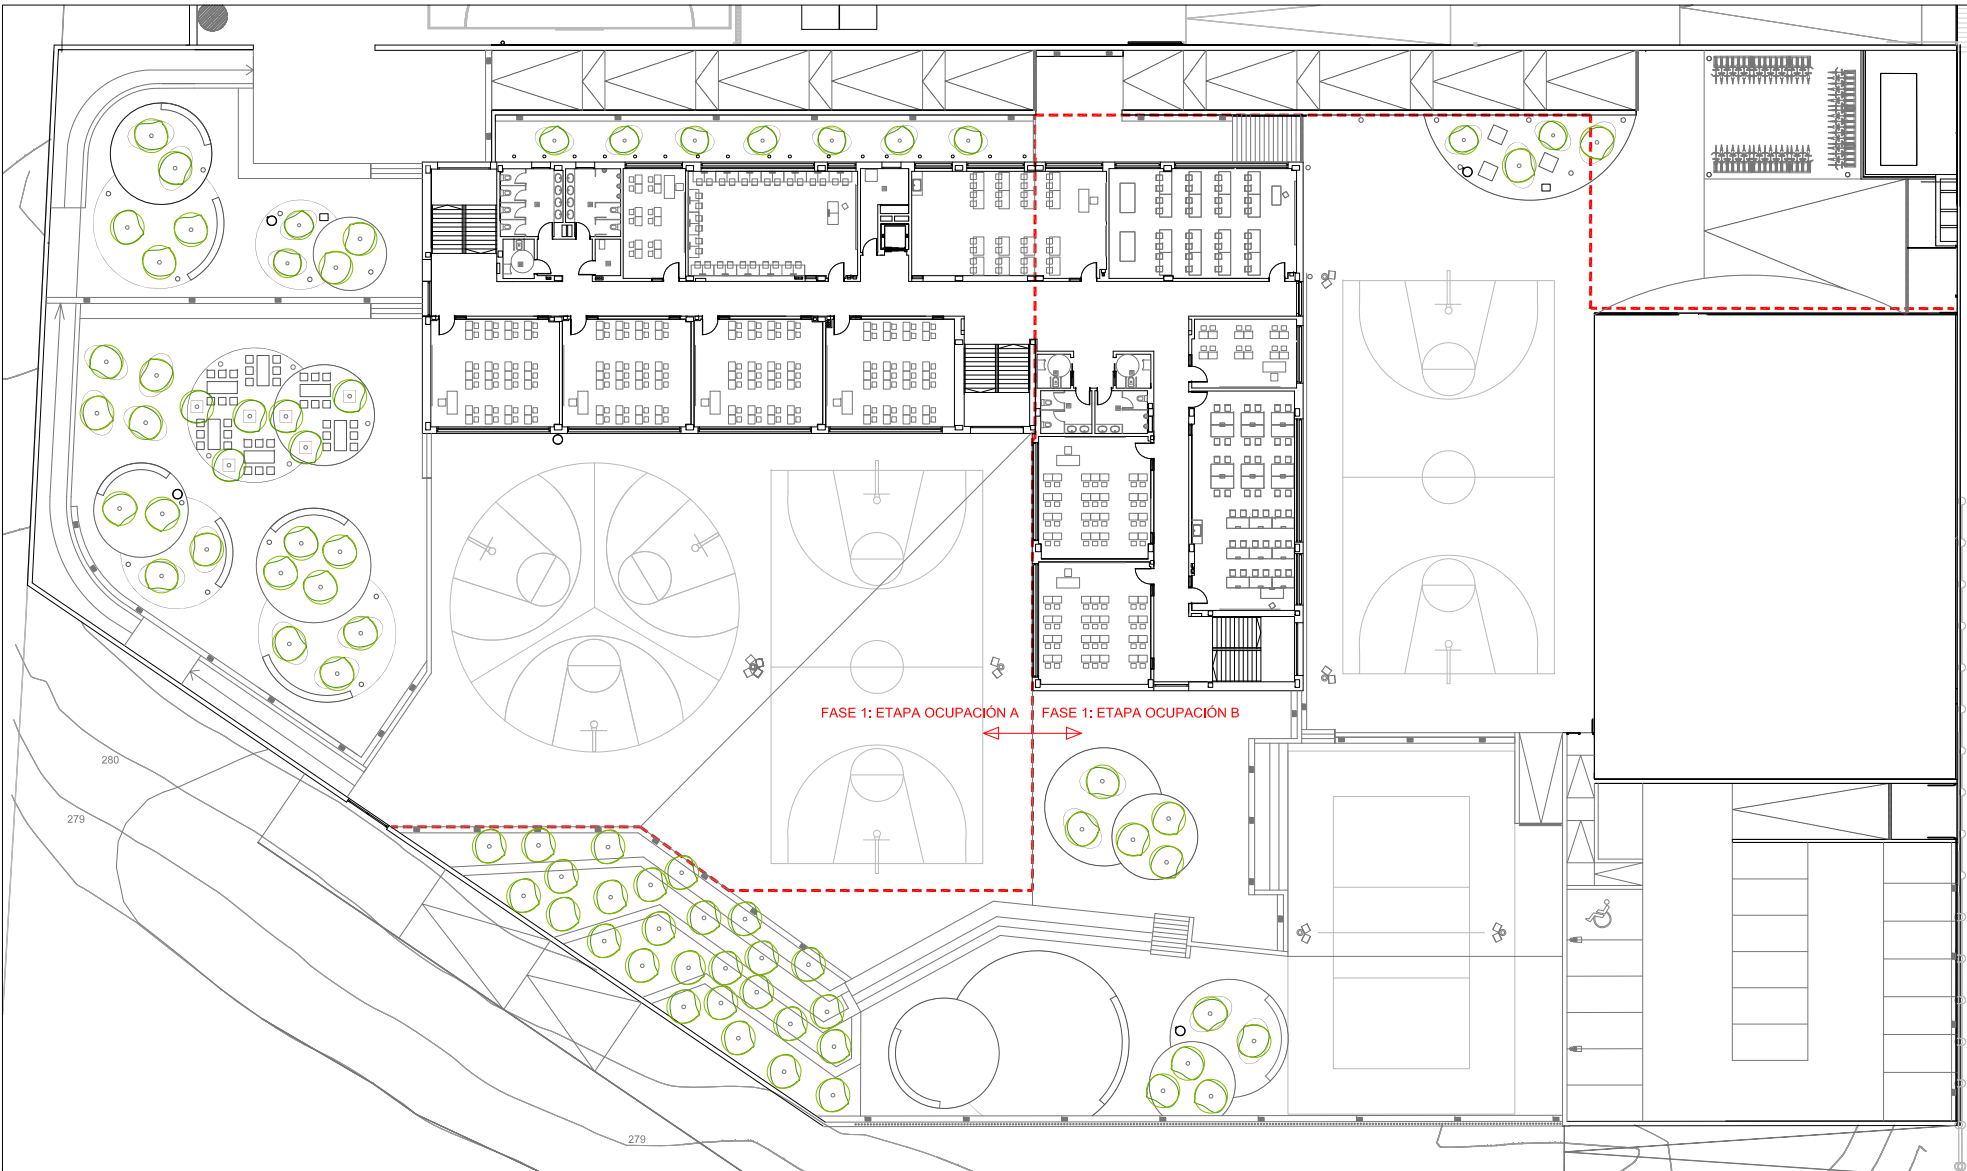 FASE 1: ETAPA OCUPACIÓN A
FASE 1: ETAPA OCUPACIÓN B
280
279
279